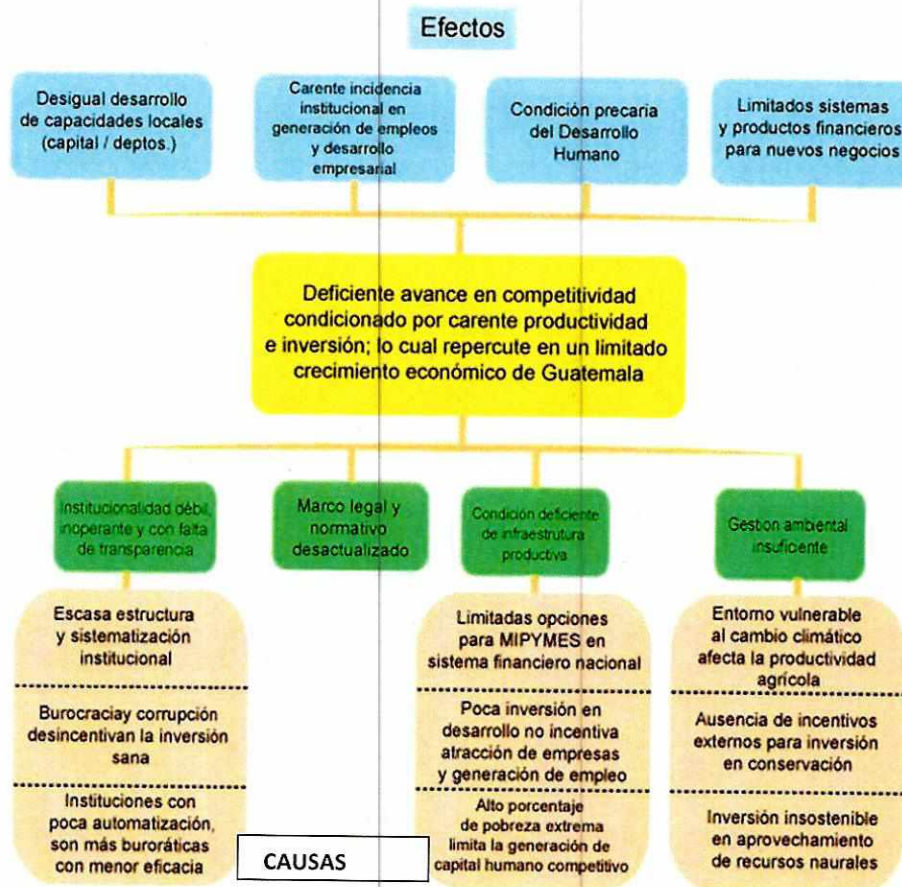 Efectos
Desigual desarrollo
de capacidades locales
(capital / deptos.)
Carente incidencia
institucional en
generación de empleos
y desarrollo
empresarial
Condición precaria
del Desarrollo
Humano
Limitados sistemas
y productos financieros
para nuevos negocios
Deficiente avance en competitividad
condicionado por carente productividad
e inversión; lo cual repercute en un limitado
crecimiento económico de Guatemala
Institucionalidad débil,
inoperante y con falta
de transparencia
Marco legal y
normativo
desactualizado
Condición deficiente
de infraestrutura
productiva
Gestion ambiental
insuficiente
Escasa estructura
y sistematización
institucional
Burocraciay corrupción
desincentivan la inversión
sana
Instituciones con
poca automatización,
son más buroráticas
con menor eficacia
Limitadas opciones
para MIPYMES en
sistema financiero nacional
Poca inversión en
desarrollo no incentiva
atracción de empresas
y generación de empleo
Alto porcentaje
de pobreza extrema
limita la generación de
capital humano competitivo
Entorno vulnerable
al cambio climático
afecta la productividad
agrícola
Ausencia de incentivos
externos para inversión
en conservación
Inversión insostenible
en aprovechamiento
de recursos naurales
CAUSAS